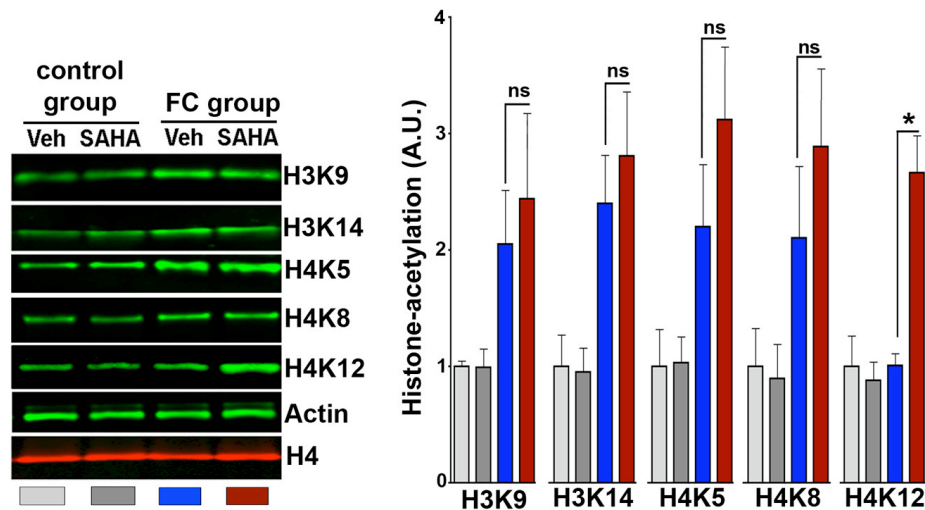 control
group
FC group
Veh SAHA Veh SAHA
H3K9
H3K14
H4K5
H4K8
H4K12
Actin
H4
Histone-acetylation (A.U.)
4
3
2
1
0
ns
ns
ns
ns
*
H3K9 H3K14 H4K5 H4K8 H4K12